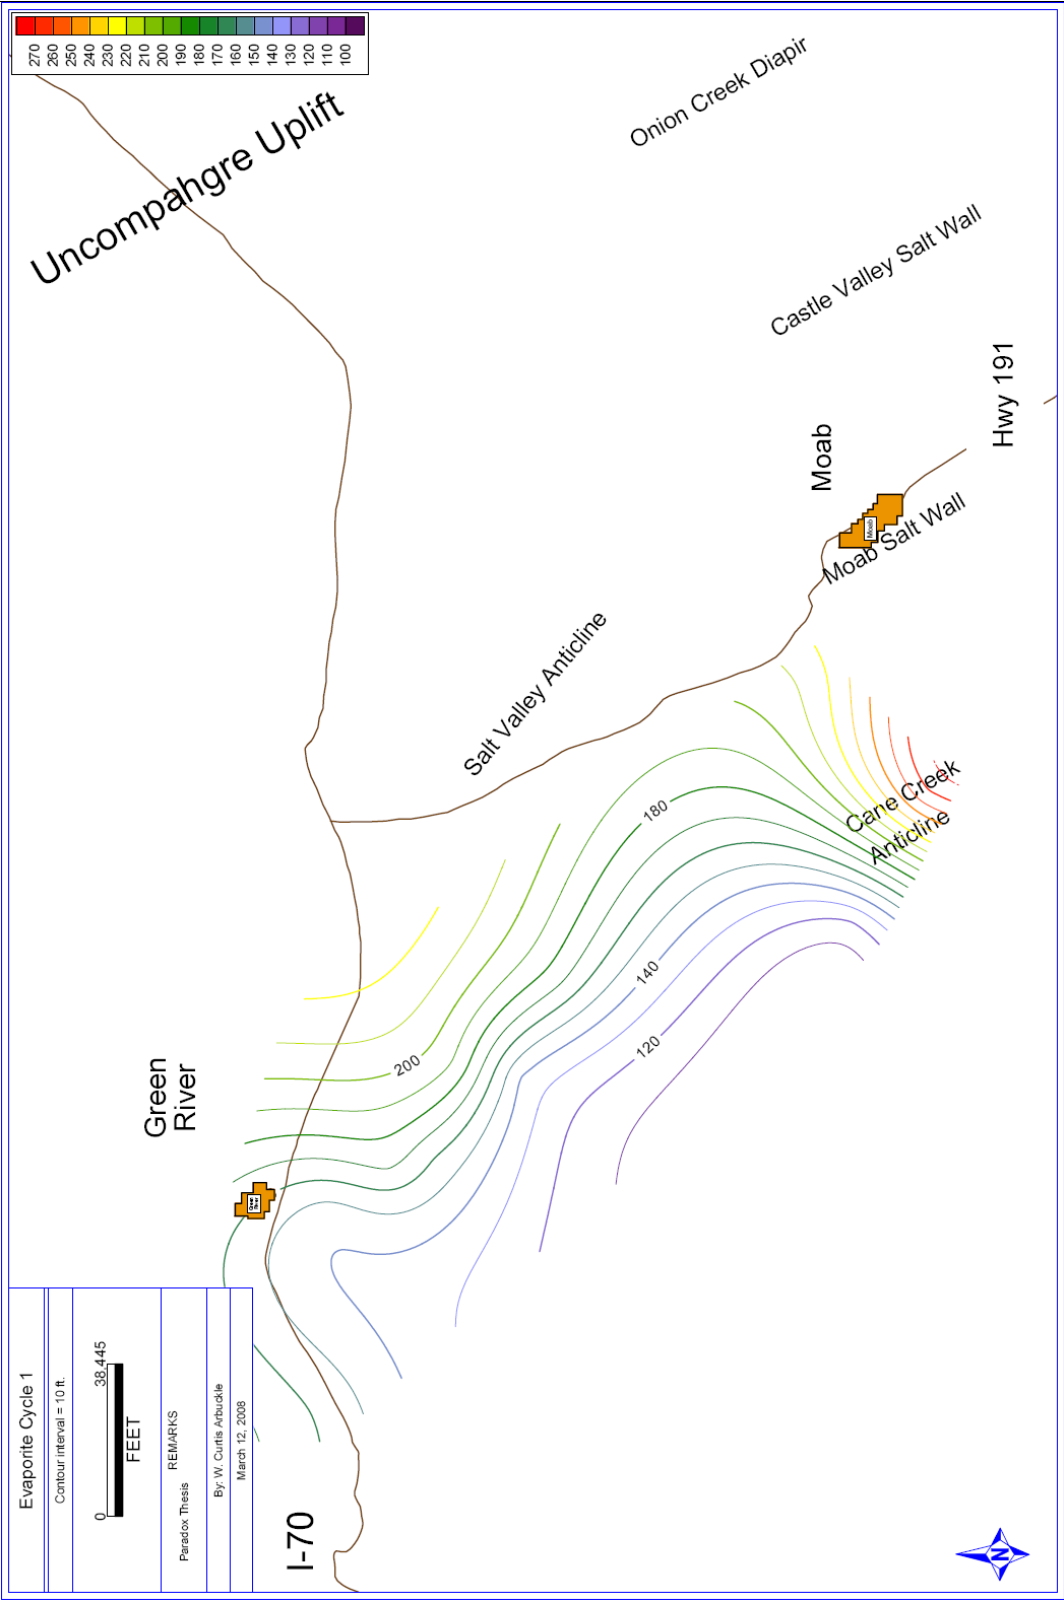 270
260
250
240
230
220
210
200
190
180
170
160
150
140
130
120
110
100
Uncompahgre Uplift
Onion Creek Diapir
Castle Valley Salt Wall
Hwy 191
Moab
Moab
Moab Salt Wall
Salt Valley Anticline
Cane Creek
Anticline
180
140
120
200
Green
River
Green
River
I-70
Evaporite Cycle 1
Contour interval = 10 ft.
0
38,445
FEET
REMARKS
Paradox Thesis
By: W. Curtis Arbuckle
March 12, 2008
N